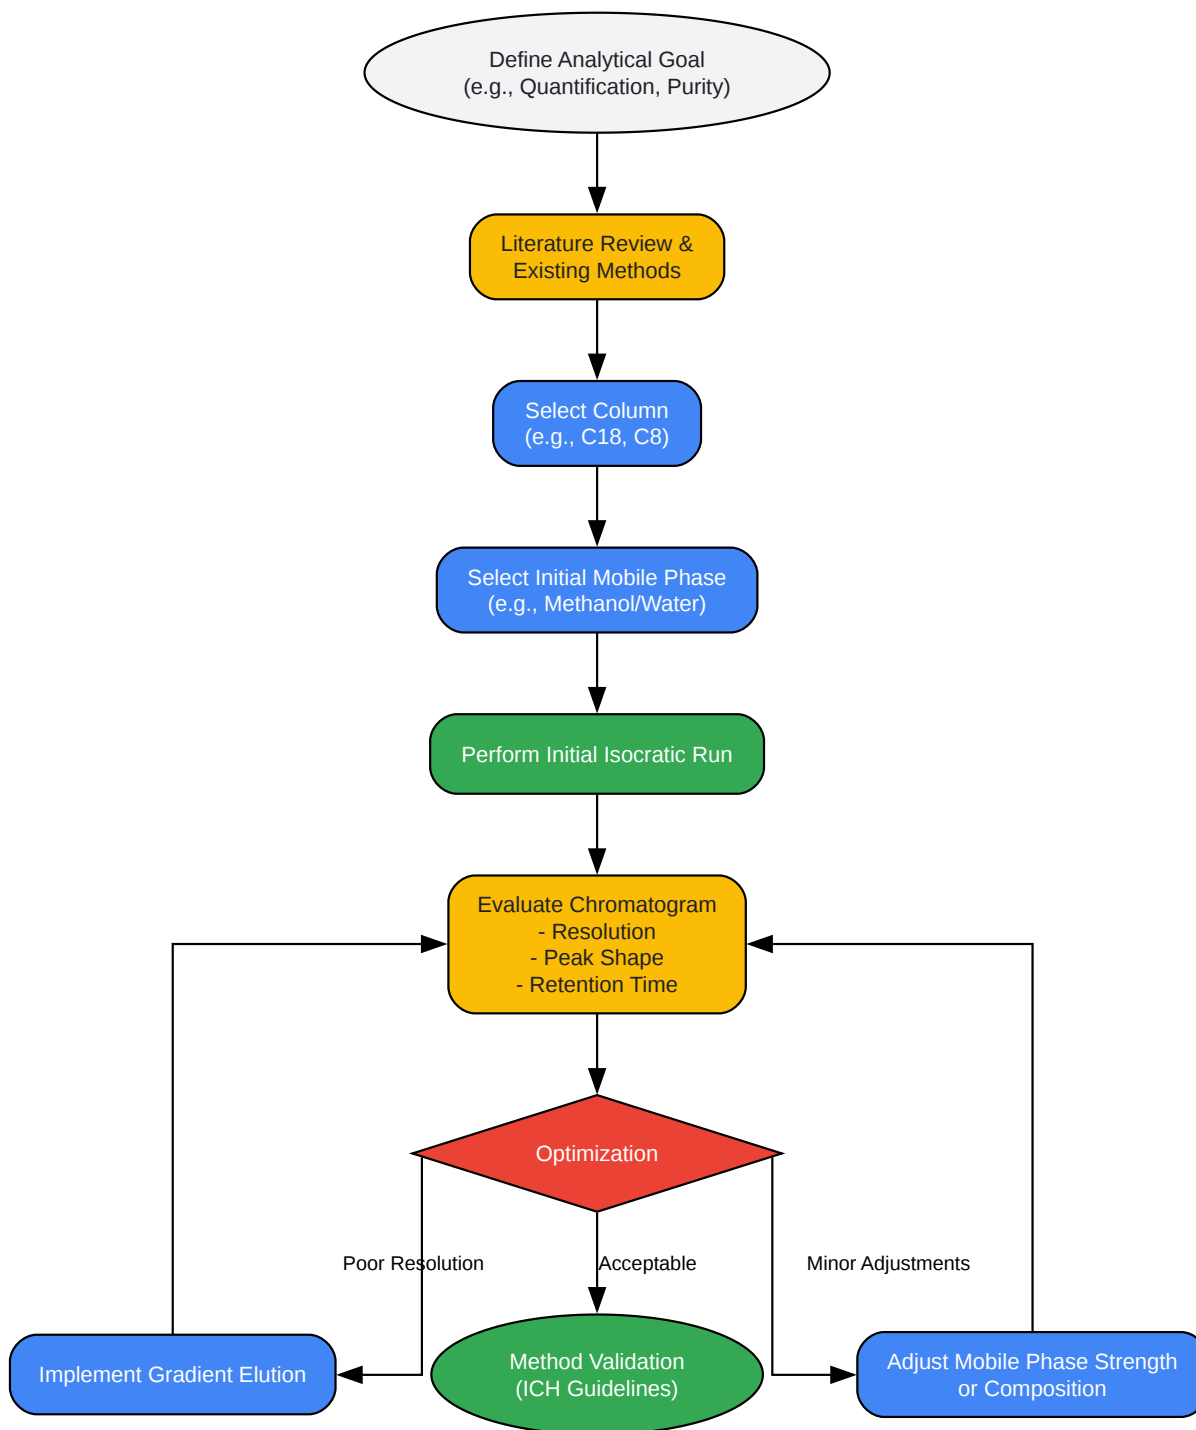 Define Analytical Goal
(e.g., Quantification, Purity)
Literature Review &
Existing Methods
Select Column
(e.g., C18, C8)
Select Initial Mobile Phase
(e.g., Methanol/Water)
Perform Initial Isocratic Run
Evaluate Chromatogram
- Resolution
- Peak Shape
- Retention Time
Optimization
Poor Resolution
Acceptable
Minor Adjustments
Implement Gradient Elution
Method Validation
(ICH Guidelines)
Adjust Mobile Phase Strength
or Composition